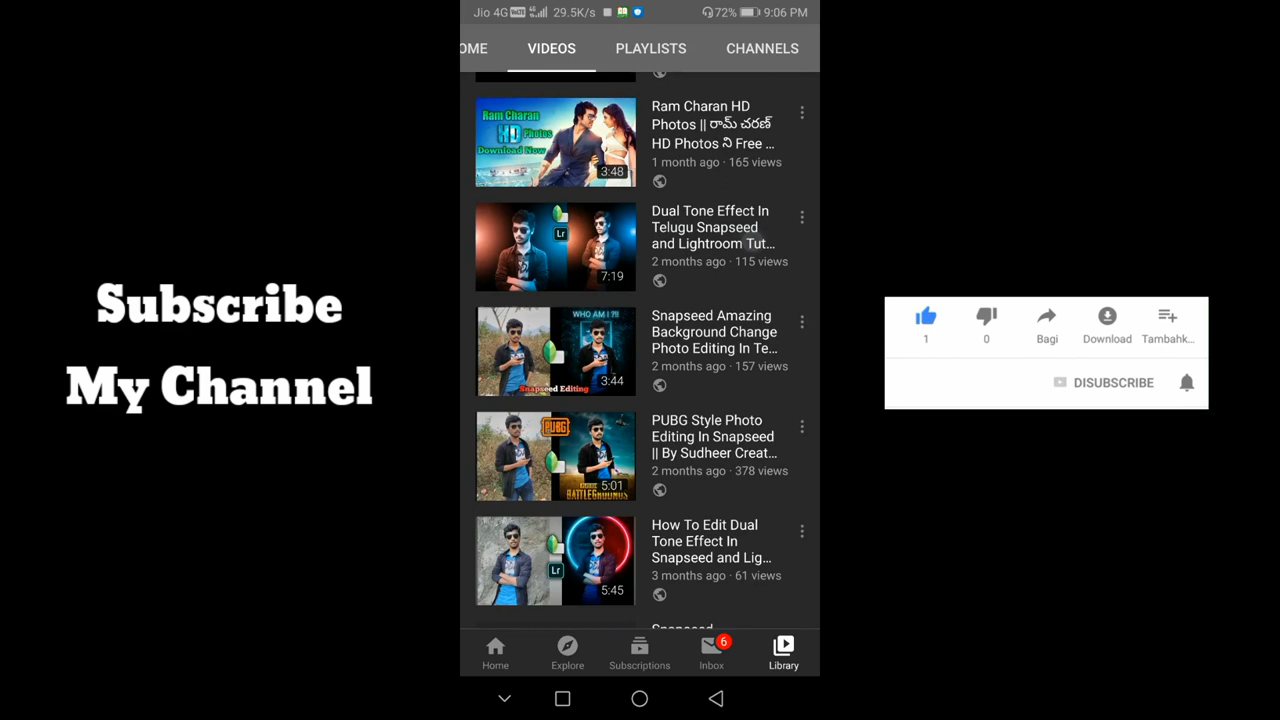 Jio 4G VoLTE 4G 29.5K/s 72% 9:06 PM
OME VIDEOS PLAYLISTS CHANNELS
Ram Charan
HD Photos
Download Now
3:48
Ram Charan HD
Photos || రామ్ చరణ్
HD Photos ని Free ...
1 month ago · 165 views
Lr
7:19
Dual Tone Effect In
Telugu Snapseed
and Lightroom Tut...
2 months ago · 115 views
WHO AM I ?!!
Snapseed Editing
3:44
Snapseed Amazing
Background Change
Photo Editing In Te...
2 months ago · 157 views
PUBG
BATTLEGROUNDS
5:01
PUBG Style Photo
Editing In Snapseed
|| By Sudheer Creat...
2 months ago · 378 views
Lr
5:45
How To Edit Dual
Tone Effect In
Snapseed and Lig...
3 months ago · 61 views
6
Home Explore Subscriptions Inbox Library
Subscribe
My Channel
1 0 Bagi Download Tambahk...
DISUBSCRIBE